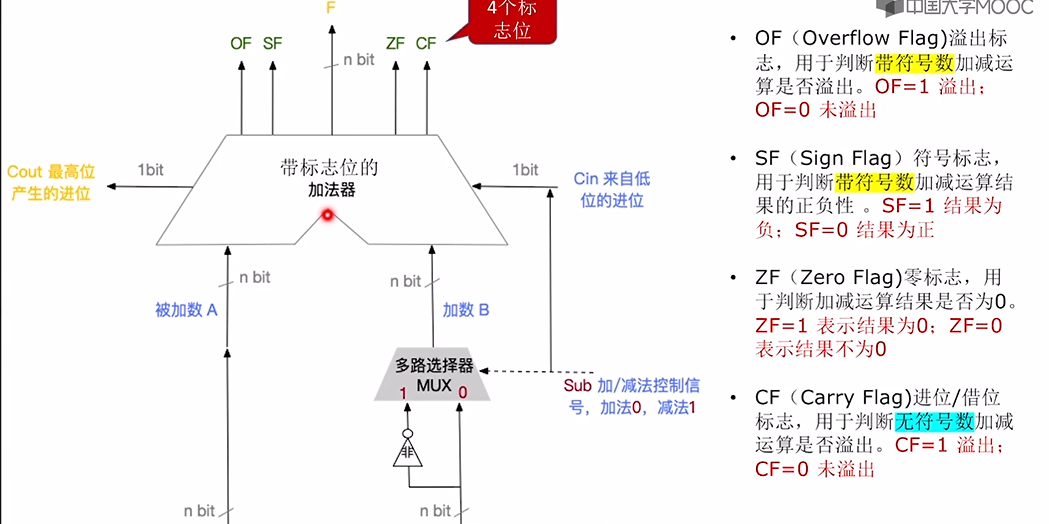 中国大学MOOC
F
4个标
志位
OF SF
ZF CF
n bit
Cout 最高位
产生的进位
1bit
带标志位的
加法器
1bit
Cin 来自低
位的进位
n bit
n bit
被加数 A
加数 B
多路选择器
MUX
1 0
Sub 加/减法控制信
号，加法0，减法1
非
n bit
n bit
• OF（Overflow Flag)溢出标
志，用于判断带符号数加减运
算是否溢出。OF=1 溢出；
OF=0 未溢出
• SF（Sign Flag）符号标志，
用于判断带符号数加减运算结
果的正负性 。SF=1 结果为
负；SF=0 结果为正
• ZF（Zero Flag)零标志，用
于判断加减运算结果是否为0。
ZF=1 表示结果为0；ZF=0
表示结果不为0
• CF（Carry Flag)进位/借位
标志，用于判断无符号数加减
运算是否溢出。CF=1 溢出；
CF=0 未溢出